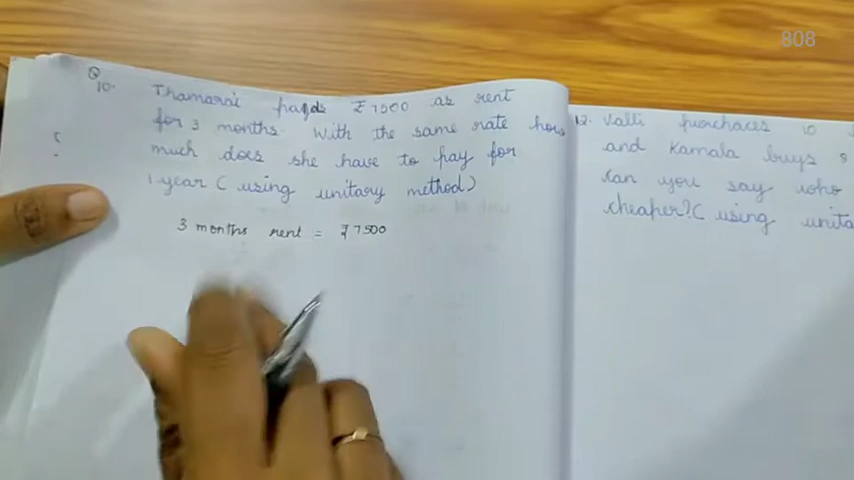 808
Q 10. Thamarai pays ₹7500 as rent
for 3 months. With the same rate how
much does she have to pay for
1 year (using unitary method)
3 months rent = ₹7500
12. Valli purchaces 10
and Kamala buys 8
Can you say who
cheaper? (using